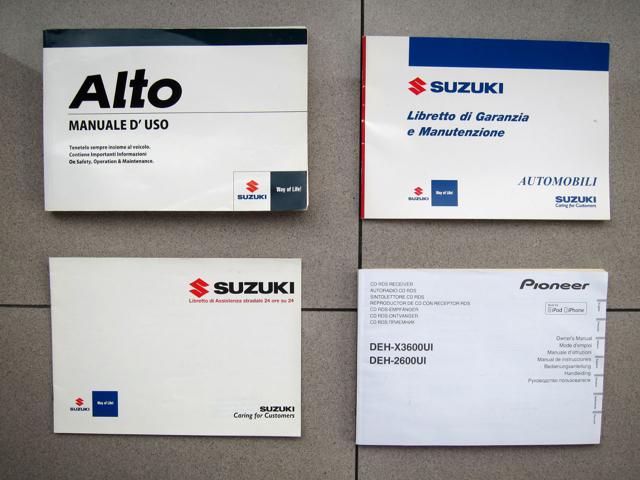 Alto
MANUALE D' USO
Tenetelo sempre insieme al veicolo.
Contiene Importanti Informazioni
On Safety, Operation & Maintenance.
SUZUKI
Way of Life!
SUZUKI
Libretto di Garanzia
e Manutenzione
SUZUKI
Way of Life!
AUTOMOBILI
SUZUKI
Caring for Customers
SUZUKI
Libretto di Assistenza stradale 24 ore su 24
SUZUKI
Way of Life!
SUZUKI
Caring for Customers
Pioneer
CD RDS RECEIVER
AUTORADIO CD RDS
SINTOLETTORE CD RDS
REPRODUCTOR DE CD CON RECEPTOR RDS
CD RDS-EMPFÄNGER
CD RDS-ONTVANGER
CD RDS ПРИЕМНИК
Made for
iPod iPhone
DEH-X3600UI
DEH-2600UI
Owner's Manual
Mode d'emploi
Manuale d'istruzioni
Manual de instrucciones
Bedienungsanleitung
Handleiding
Руководство пользователя